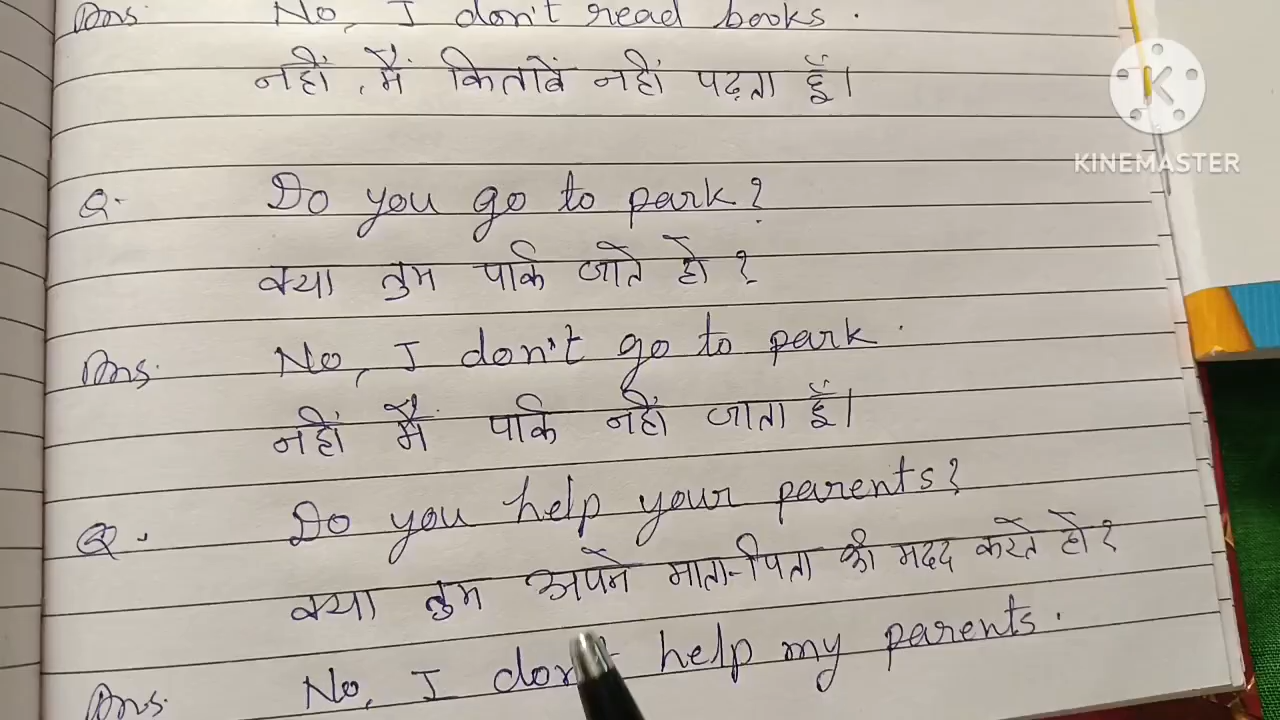 Ans. No, I don't read books.
नहीं, मैं किताबें नहीं पढ़ता हूँ।
KINEMASTER
Q. Do you go to park?
क्या तुम पार्क जाते हो?
Ans. No, I don't go to park.
नहीं मैं पार्क नहीं जाता हूँ।
Q. Do you help your parents?
क्या तुम अपने माता-पिता की मदद करते हो?
Ans. No, I don't help my parents.